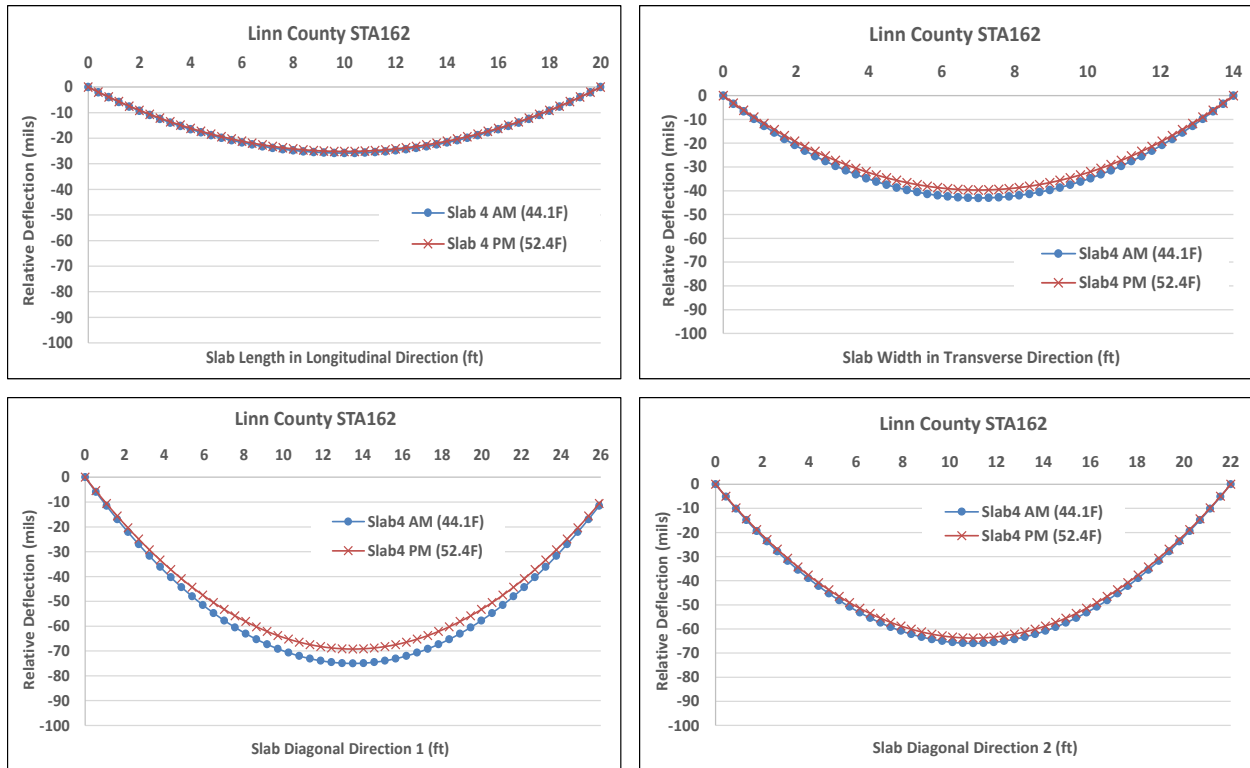 Linn County STA162
0 2 4 6 8 10 12 14 16 18 20
0
-10
-20
-30
-40
-50
-60
-70
-80
-90
-100
Relative Deflection (mils)
Slab 4 AM (44.1F)
Slab 4 PM (52.4F)
Slab Length in Longitudinal Direction (ft)
Linn County STA162
0 2 4 6 8 10 12 14
0
-10
-20
-30
-40
-50
-60
-70
-80
-90
-100
Relative Deflection (mils)
Slab4 AM (44.1F)
Slab4 PM (52.4F)
Slab Width in Transverse Direction (ft)
Linn County STA162
0 2 4 6 8 10 12 14 16 18 20 22 24 26
0
-10
-20
-30
-40
-50
-60
-70
-80
-90
-100
Relative Deflection (mils)
Slab4 AM (44.1F)
Slab4 PM (52.4F)
Slab Diagonal Direction 1 (ft)
Linn County STA162
0 2 4 6 8 10 12 14 16 18 20 22
0
-10
-20
-30
-40
-50
-60
-70
-80
-90
-100
Relative Deflection (mils)
Slab4 AM (44.1F)
Slab4 PM (52.4F)
Slab Diagonal Direction 2 (ft)